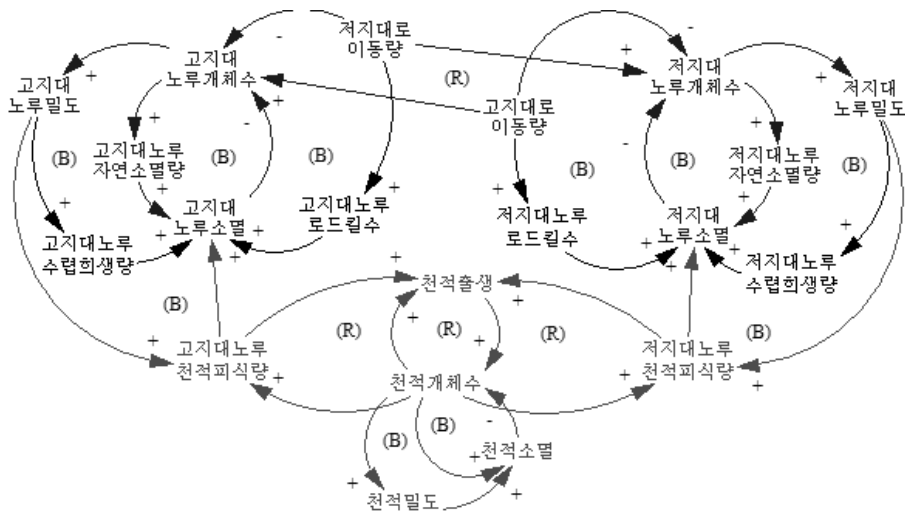 저지대로
이동량
-
-
+
고지대
노루개체수
저지대
노루개체수
고지대
노루밀도
+
(R)
+
저지대
노루밀도
+
고지대로
이동량
+
-
-
+
고지대노루
자연소멸량
(B)
(B)
(B)
(B)
(B)
저지대노루
자연소멸량
(B)
+
+
+
+
+
고지대
노루소멸
고지대노루
로드킬수
저지대노루
로드킬수
저지대
노루소멸
+
고지대노루
수렵희생량
+
+
+
+
+
+
저지대노루
수렵희생량
+
천적출생
(B)
+
+
(R)
(R)
(R)
+
+
(B)
고지대노루
천적피식량
+
저지대노루
천적피식량
+
천적개체수
+
+
(B)
(B)
-
+
천적소멸
+
천적밀도
+